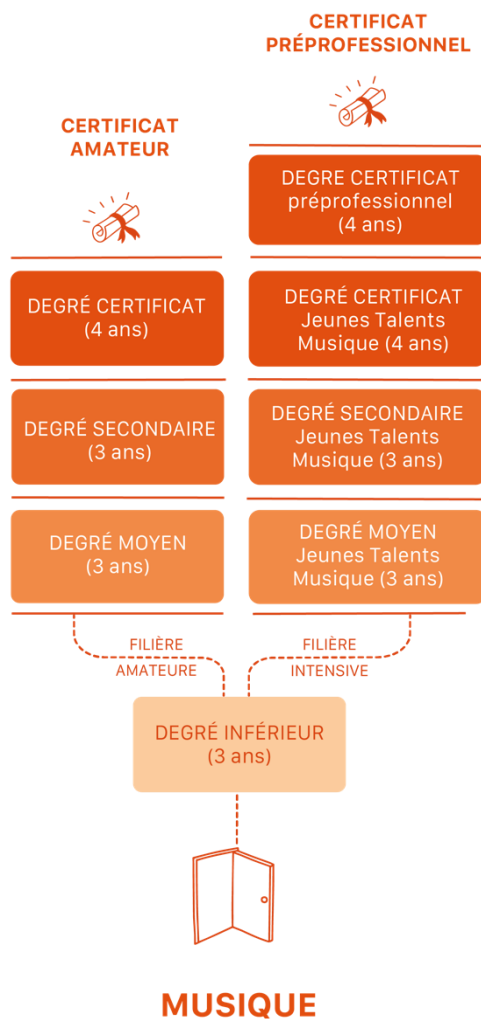 CERTIFICAT
PRÉPROFESSIONNEL
CERTIFICAT
AMATEUR
DEGRE CERTIFICAT
préprofessionnel
(4 ans)
DEGRÉ CERTIFICAT
(4 ans)
DEGRÉ CERTIFICAT
Jeunes Talents
Musique (4 ans)
DEGRÉ SECONDAIRE
(3 ans)
DEGRÉ SECONDAIRE
Jeunes Talents
Musique (3 ans)
DEGRÉ MOYEN
(3 ans)
DEGRÉ MOYEN
Jeunes Talents
Musique (3 ans)
FILIÈRE
AMATEURE
FILIÈRE
INTENSIVE
DEGRÉ INFÉRIEUR
(3 ans)
MUSIQUE